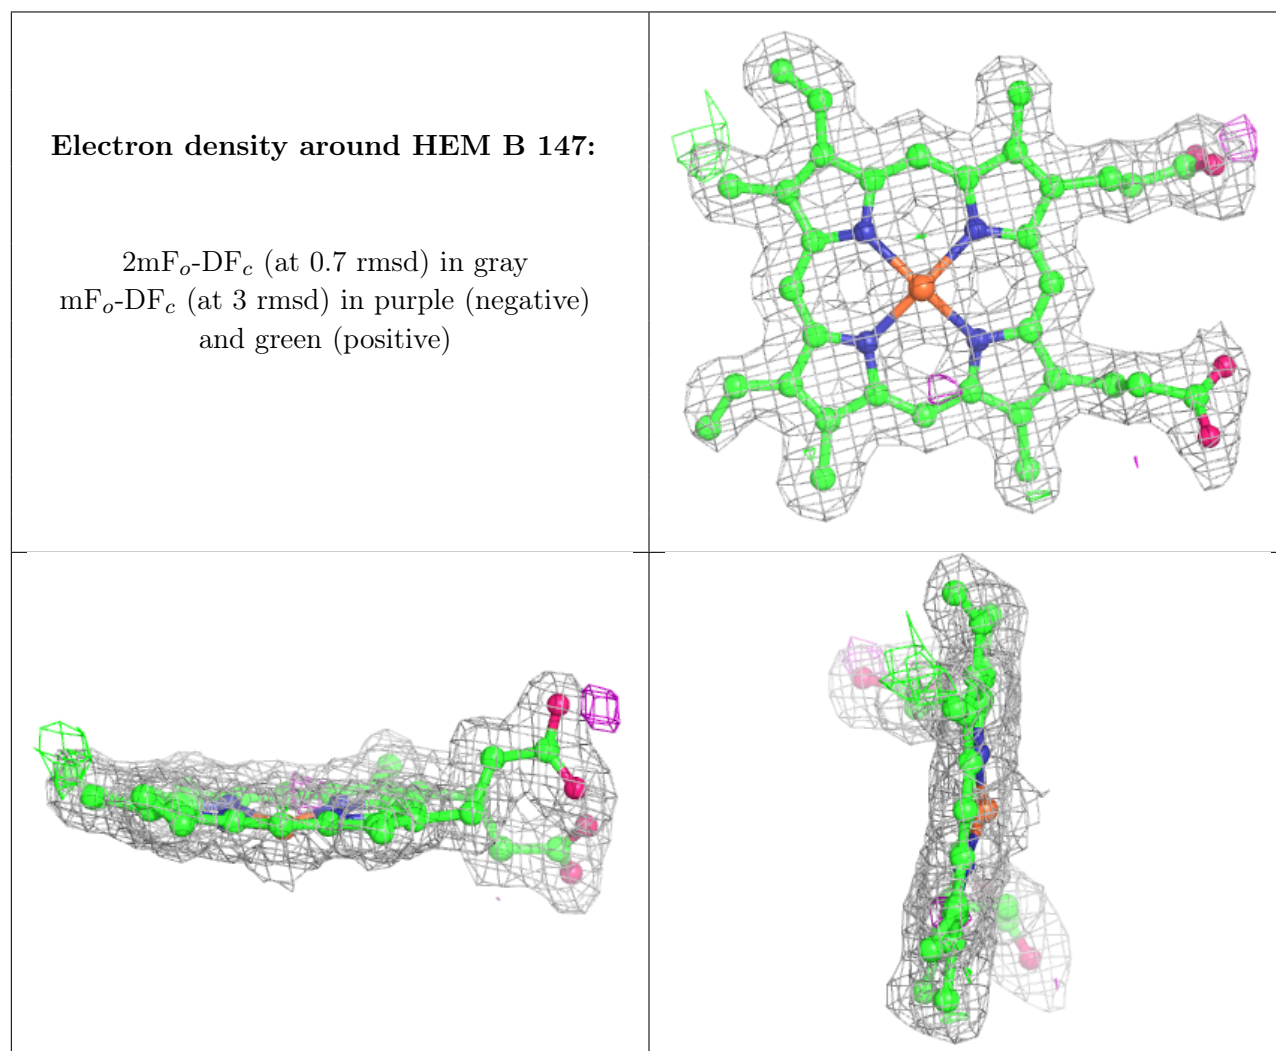 Electron density around HEM B 147:
2mFo-DFc (at 0.7 rmsd) in gray
mFo-DFc (at 3 rmsd) in purple (negative)
and green (positive)